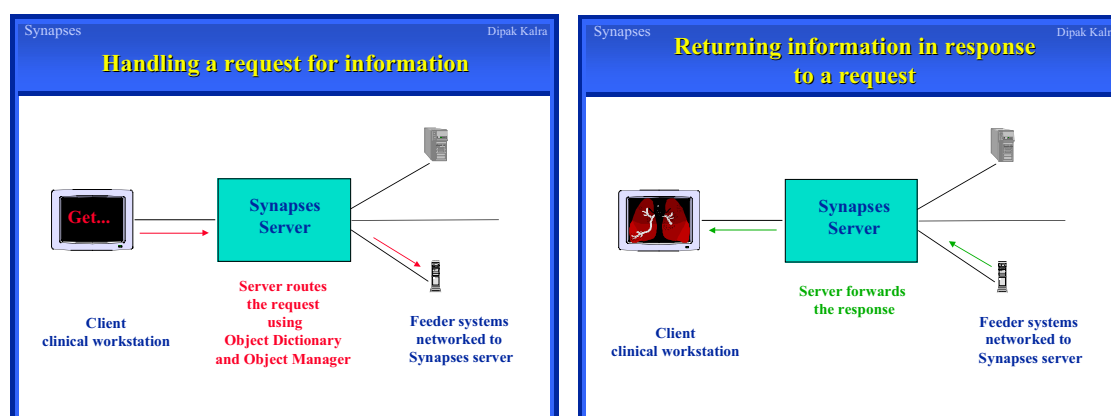 Synapses
Dipak Kalra
Handling a request for information
Get...
Synapses
Server
Server routes
the request
using
Object Dictionary
and Object Manager
Client
clinical workstation
Feeder systems
networked to
Synapses server
Synapses
Dipak Kalra
Returning information in response
to a request
Synapses
Server
Server forwards
the response
Client
clinical workstation
Feeder systems
networked to
Synapses server